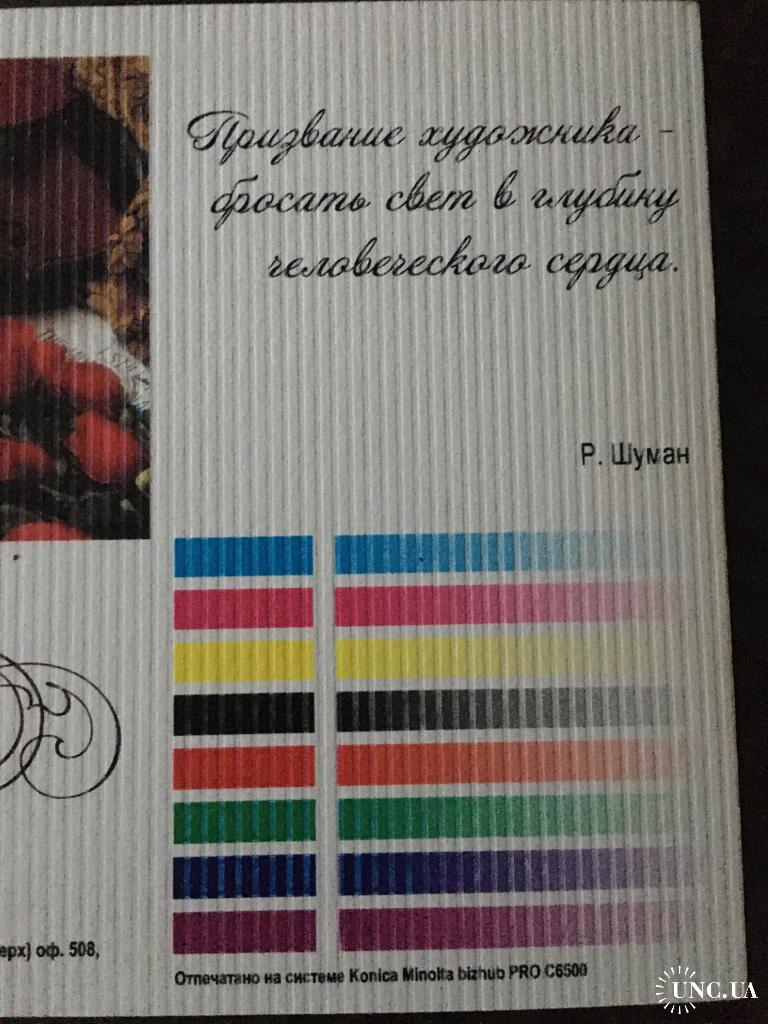 Призвание художника –
бросать свет в глубину
человеческого сердца.
Р. Шуман
ерх) оф. 508,
Отпечатано на системе Konica Minolta bizhub PRO C6500
UNC.UA